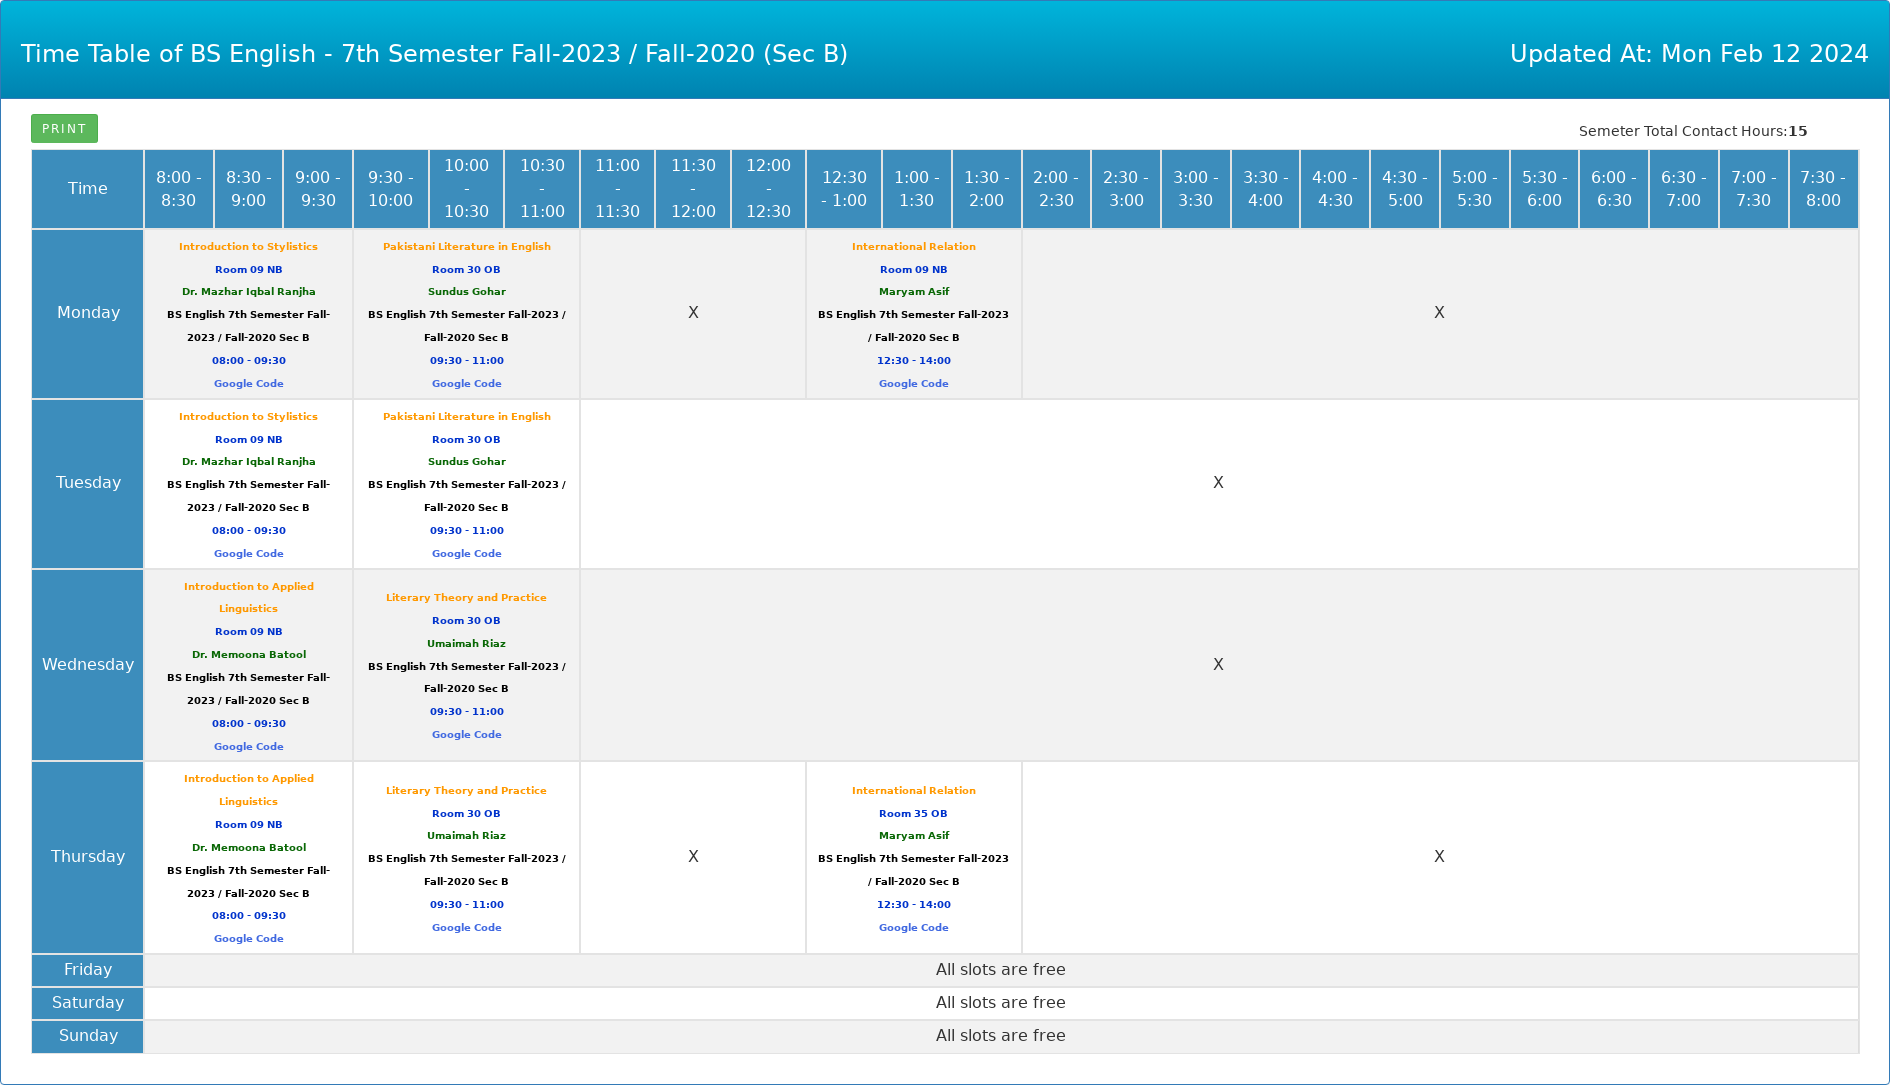 Time Table of BS English - 7th Semester Fall-2023 / Fall-2020 (Sec B)
Updated At: Mon Feb 12 2024
PRINT
Semeter Total Contact Hours:15
Time
8:00 -
8:30
8:30 -
9:00
9:00 -
9:30
9:30 -
10:00
10:00
-
10:30
10:30
-
11:00
11:00
-
11:30
11:30
-
12:00
12:00
-
12:30
12:30
- 1:00
1:00 -
1:30
1:30 -
2:00
2:00 -
2:30
2:30 -
3:00
3:00 -
3:30
3:30 -
4:00
4:00 -
4:30
4:30 -
5:00
5:00 -
5:30
5:30 -
6:00
6:00 -
6:30
6:30 -
7:00
7:00 -
7:30
7:30 -
8:00
Monday
Introduction to Stylistics
Room 09 NB
Dr. Mazhar Iqbal Ranjha
BS English 7th Semester Fall-
2023 / Fall-2020 Sec B
08:00 - 09:30
Google Code
Pakistani Literature in English
Room 30 OB
Sundus Gohar
BS English 7th Semester Fall-2023 /
Fall-2020 Sec B
09:30 - 11:00
Google Code
X
International Relation
Room 09 NB
Maryam Asif
BS English 7th Semester Fall-2023
/ Fall-2020 Sec B
12:30 - 14:00
Google Code
X
Tuesday
Introduction to Stylistics
Room 09 NB
Dr. Mazhar Iqbal Ranjha
BS English 7th Semester Fall-
2023 / Fall-2020 Sec B
08:00 - 09:30
Google Code
Pakistani Literature in English
Room 30 OB
Sundus Gohar
BS English 7th Semester Fall-2023 /
Fall-2020 Sec B
09:30 - 11:00
Google Code
X
Wednesday
Introduction to Applied
Linguistics
Room 09 NB
Dr. Memoona Batool
BS English 7th Semester Fall-
2023 / Fall-2020 Sec B
08:00 - 09:30
Google Code
Literary Theory and Practice
Room 30 OB
Umaimah Riaz
BS English 7th Semester Fall-2023 /
Fall-2020 Sec B
09:30 - 11:00
Google Code
X
Thursday
Introduction to Applied
Linguistics
Room 09 NB
Dr. Memoona Batool
BS English 7th Semester Fall-
2023 / Fall-2020 Sec B
08:00 - 09:30
Google Code
Literary Theory and Practice
Room 30 OB
Umaimah Riaz
BS English 7th Semester Fall-2023 /
Fall-2020 Sec B
09:30 - 11:00
Google Code
X
International Relation
Room 35 OB
Maryam Asif
BS English 7th Semester Fall-2023
/ Fall-2020 Sec B
12:30 - 14:00
Google Code
X
Friday
All slots are free
Saturday
All slots are free
Sunday
All slots are free